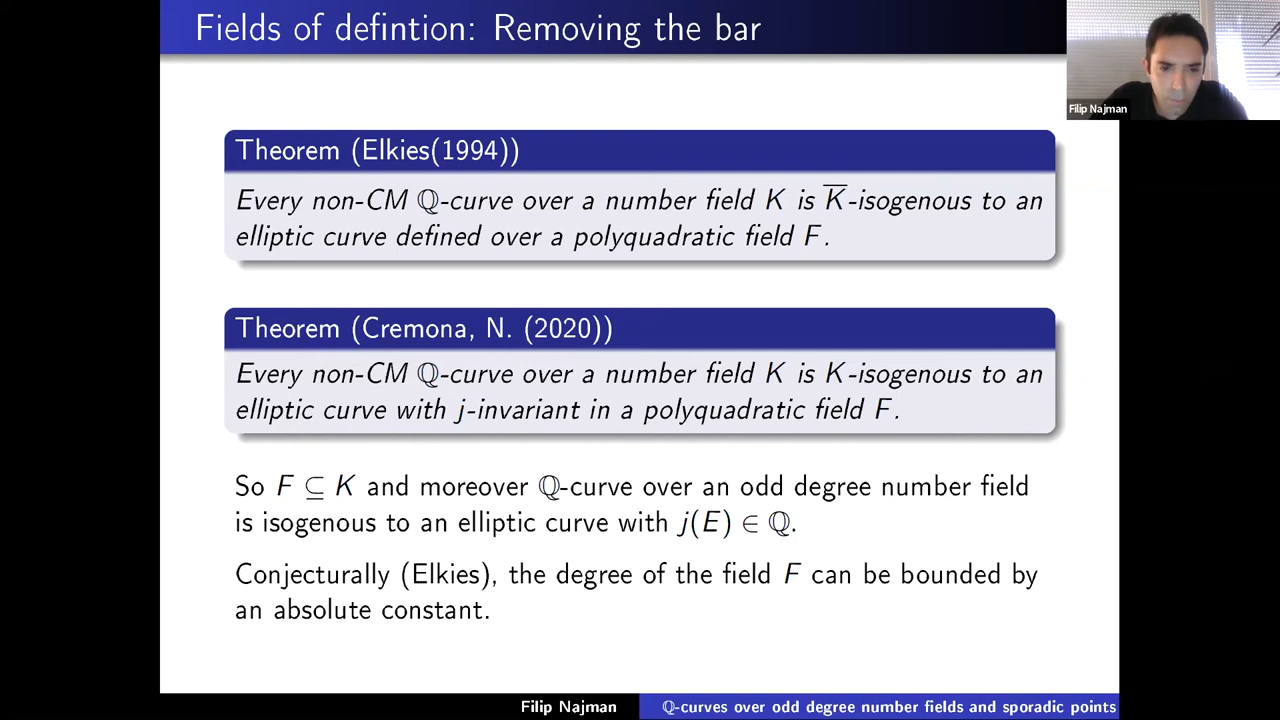 Fields of defintion: Removing the bar
Filip Najman
Theorem (Elkies(1994))
Every non-CM ℚ-curve over a number field K is K̅-isogenous to an
elliptic curve defined over a polyquadratic field F.
Theorem (Cremona, N. (2020))
Every non-CM ℚ-curve over a number field K is K-isogenous to an
elliptic curve with j-invariant in a polyquadratic field F.
So F ⊆ K and moreover ℚ-curve over an odd degree number field
is isogenous to an elliptic curve with j(E) ∈ ℚ.
Conjecturally (Elkies), the degree of the field F can be bounded by
an absolute constant.
Filip Najman
ℚ-curves over odd degree number fields and sporadic points